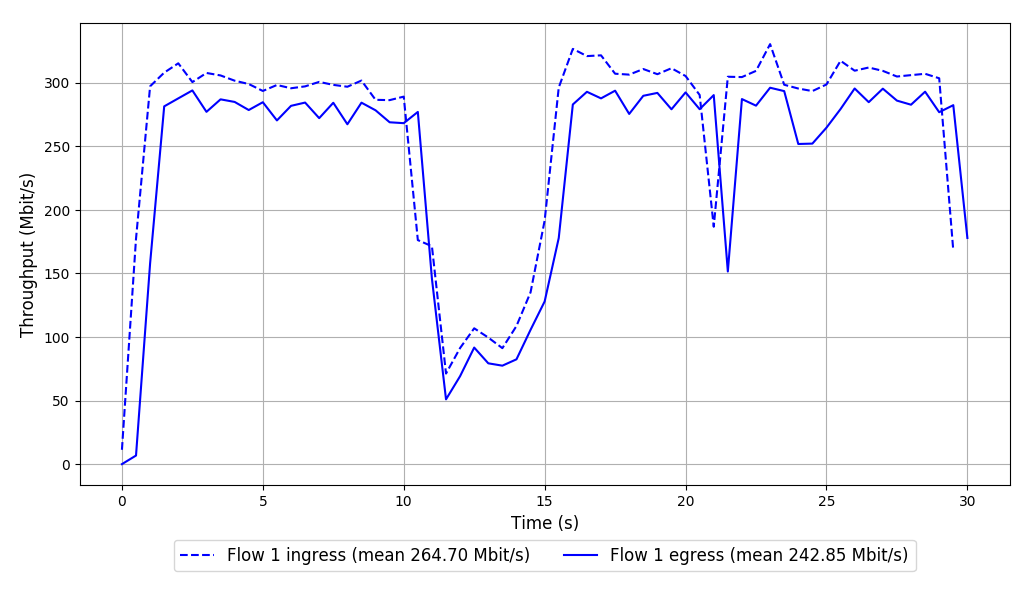 Throughput (Mbit/s)
300
250
200
150
100
50
0
0 5 10 15 20 25 30
Time (s)
Flow 1 ingress (mean 264.70 Mbit/s) Flow 1 egress (mean 242.85 Mbit/s)